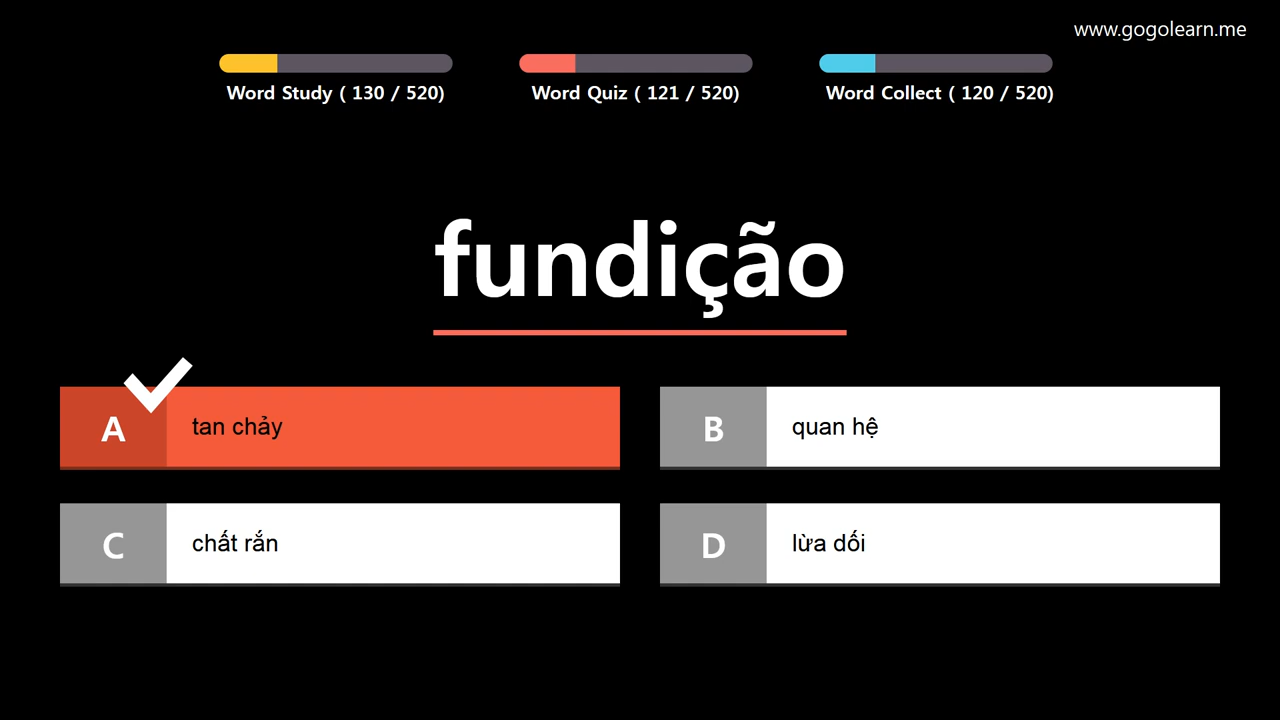 www.gogolearn.me
Word Study ( 130 / 520)
Word Quiz ( 121 / 520)
Word Collect ( 120 / 520)
fundição
A
tan chảy
B
quan hệ
C
chất rắn
D
lừa dối